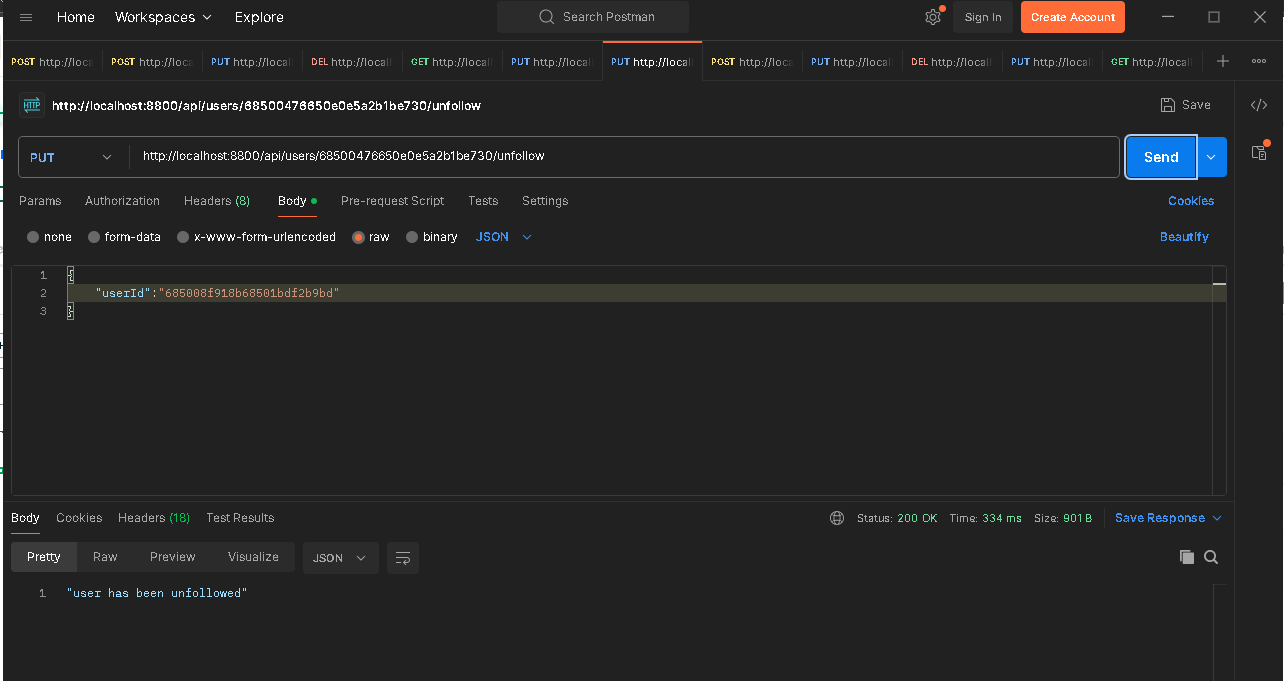 Home Workspaces Explore Search Postman Sign In Create Account
POST http://loca POST http://loca PUT http://local DEL http://local GET http://local PUT http://local PUT http://local POST http://loca PUT http://local DEL http://local PUT http://local GET http://local
HTTP http://localhost:8800/api/users/68500476650e0e5a2b1be730/unfollow Save
PUT http://localhost:8800/api/users/68500476650e0e5a2b1be730/unfollow Send
Params Authorization Headers (8) Body Pre-request Script Tests Settings Cookies
none form-data x-www-form-urlencoded raw binary JSON Beautify
1 {
2 "userId":"685008f918b68501bdf2b9bd"
3 }
Body Cookies Headers (18) Test Results Status: 200 OK Time: 334 ms Size: 901 B Save Response
Pretty Raw Preview Visualize JSON
1 "user has been unfollowed"